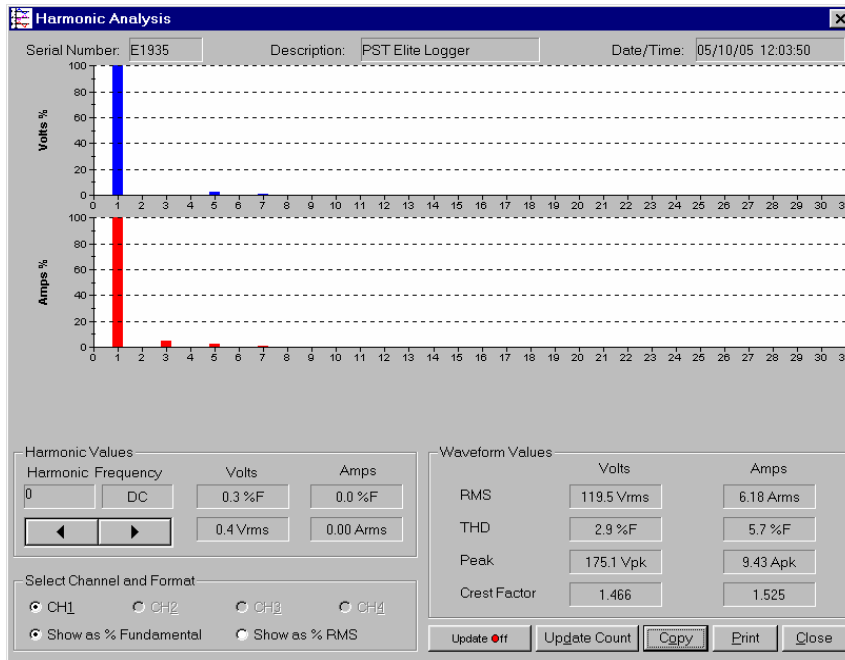 Harmonic Analysis
Serial Number: E1935 Description: PST Elite Logger Date/Time: 05/10/05 12:03:50
100
80
60
40
20
0
Volts %
0 1 2 3 4 5 6 7 8 9 10 11 12 13 14 15 16 17 18 19 20 21 22 23 24 25 26 27 28 29 30
100
80
60
40
20
0
Amps %
0 1 2 3 4 5 6 7 8 9 10 11 12 13 14 15 16 17 18 19 20 21 22 23 24 25 26 27 28 29 30
Harmonic Values
Harmonic Frequency Volts Amps
0 DC 0.3 %F 0.0 %F
0.4 Vrms 0.00 Arms
Select Channel and Format
CH1 CH2 CH3 CH4
Show as % Fundamental Show as % RMS
Waveform Values
Volts Amps
RMS 119.5 Vrms 6.18 Arms
THD 2.9 %F 5.7 %F
Peak 175.1 Vpk 9.43 Apk
Crest Factor 1.466 1.525
Update Off Update Count Copy Print Close